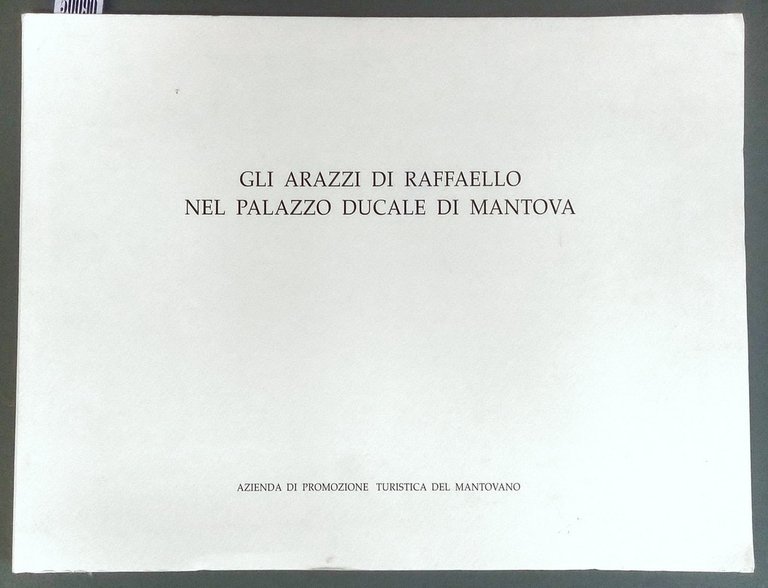 GLI ARAZZI DI RAFFAELLO
NEL PALAZZO DUCALE DI MANTOVA
AZIENDA DI PROMOZIONE TURISTICA DEL MANTOVANO